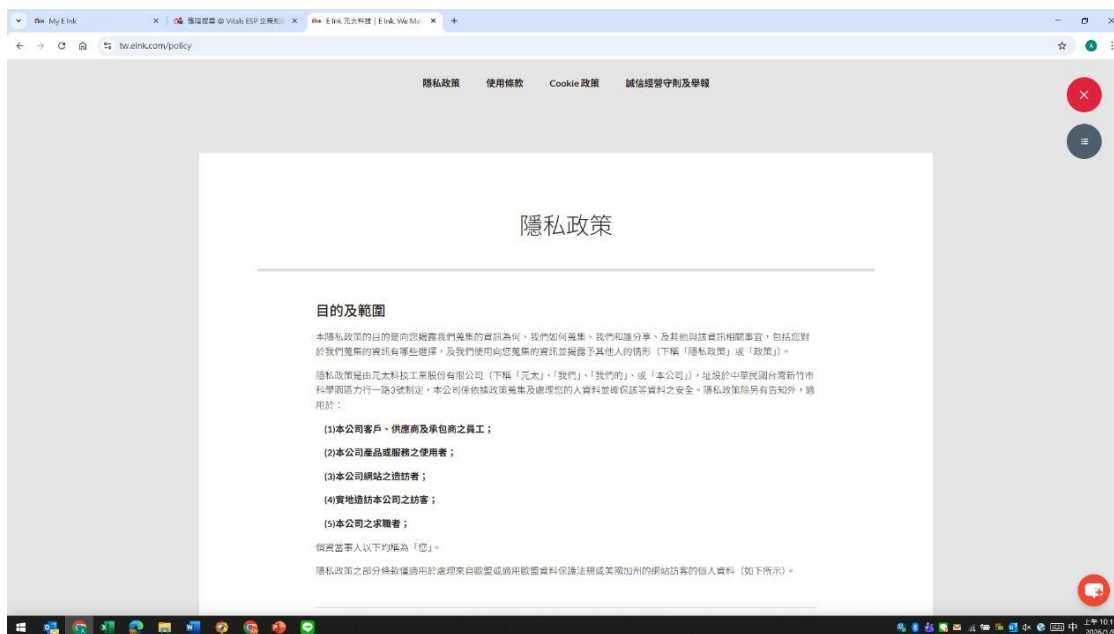 My E Ink
進階搜尋 @ Vitals ESP 企業知
E Ink 元太科技 | E Ink, We Mak
tw.eink.com/policy
隱私政策 使用條款 Cookie 政策 誠信經營守則及舉報
隱私政策
目的及範圍
本隱私政策的目的是向您揭露我們蒐集的資訊為何、我們如何蒐集、我們和誰分享、及其他與該資訊相關事宜，包括您對
於我們蒐集的資訊有哪些選擇，及我們使用向您蒐集的資訊並揭露予其他人的情形（下稱「隱私政策」或「政策」）。
隱私政策是由元太科技工業股份有限公司（下稱「元太」、「我們」、「我們的」、或「本公司」），址設於中華民國台灣新竹市
科學園區力行一路3號制定，本公司係依據政策蒐集及處理您的人資料並確保該等資料之安全。隱私政策除另有告知外，適
用於：
(1)本公司客戶、供應商及承包商之員工；
(2)本公司產品或服務之使用者；
(3)本公司網站之造訪者；
(4)實地造訪本公司之訪客；
(5)本公司之求職者；
個資當事人以下均稱為「您」。
隱私政策之部分條款僅適用於處理來自歐盟或適用歐盟資料保護法規或美國加州的網站訪客的個人資料（如下所示）。
中
上午 10: